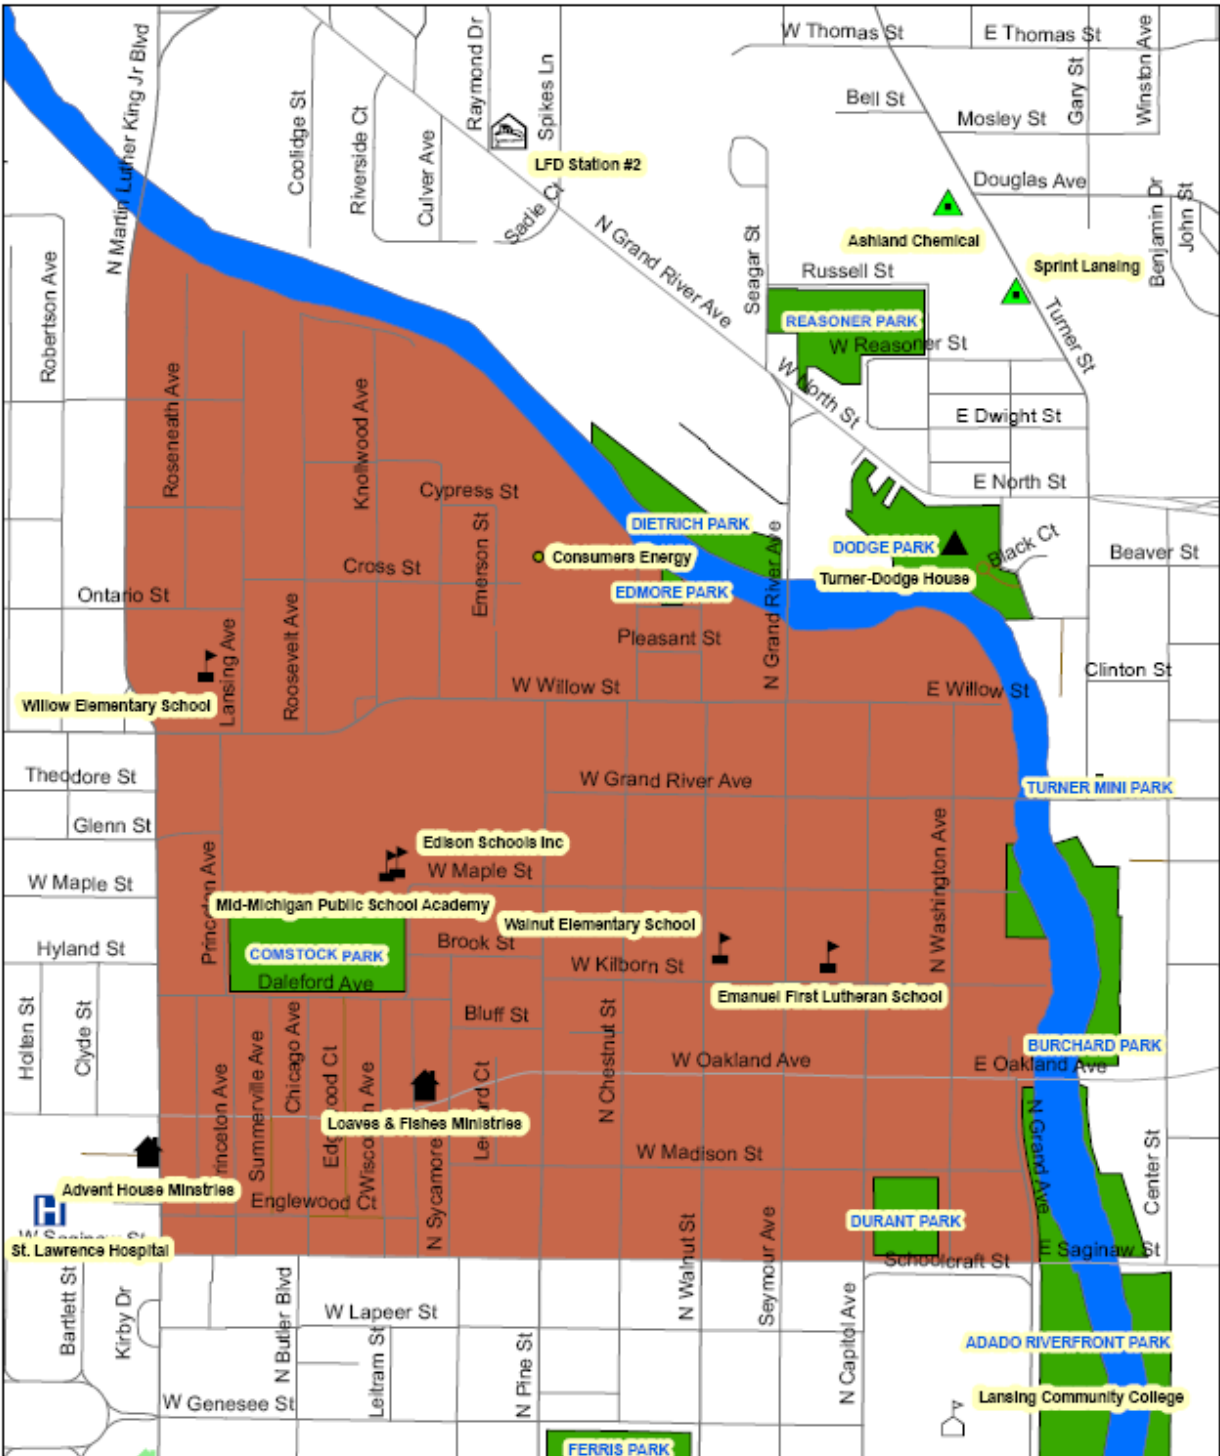 W Thomas St
E Thomas St
Winston Ave
Gary St
Raymond Dr
Spikes Ln
N Martin Luther King Jr Blvd
Bell St
Mosley St
Coolidge St
Riverside Ct
Culver Ave
LFD Station #2
Douglas Ave
Benjamin Dr
John St
Sadie Ct
N Grand River Ave
Ashland Chemical
Seagar St
Russell St
Sprint Lansing
Robertson Ave
REASONER PARK
W Reasoner St
Turner St
W North St
Roseneath Ave
Knollwood Ave
E Dwight St
Cypress St
E North St
DIETRICH PARK
Emerson St
Consumers Energy
DODGE PARK
Black Ct
Beaver St
Cross St
Turner-Dodge House
EDMORE PARK
Ontario St
N Grand River Ave
Pleasant St
Lansing Ave
Roosevelt Ave
Clinton St
W Willow St
E Willow St
Willow Elementary School
Theodore St
W Grand River Ave
TURNER MINI PARK
Glenn St
Edison Schools Inc
W Maple St
W Maple St
Princeton Ave
N Washington Ave
Mid-Michigan Public School Academy
Walnut Elementary School
Hyland St
COMSTOCK PARK
Brook St
W Kilborn St
Daleford Ave
Emanuel First Lutheran School
Holten St
Clyde St
Bluff St
Chicago Ave
N Chestnut St
BURCHARD PARK
W Oakland Ave
E Oakland Ave
Summerville Ave
Loaves & Fishes Ministries
N Grand Ave
W Madison St
Center St
Advent House Minstries
Englewood Ct
N Sycamore
DURANT PARK
H
W Saginaw St
St. Lawrence Hospital
Schoolcraft St
E Saginaw St
N Walnut St
Seymour Ave
Bartlett St
Kirby Dr
N Butler Blvd
W Lapeer St
N Capitol Ave
ADADO RIVERFRONT PARK
Leitram St
N Pine St
W Genesee St
Lansing Community College
FERRIS PARK